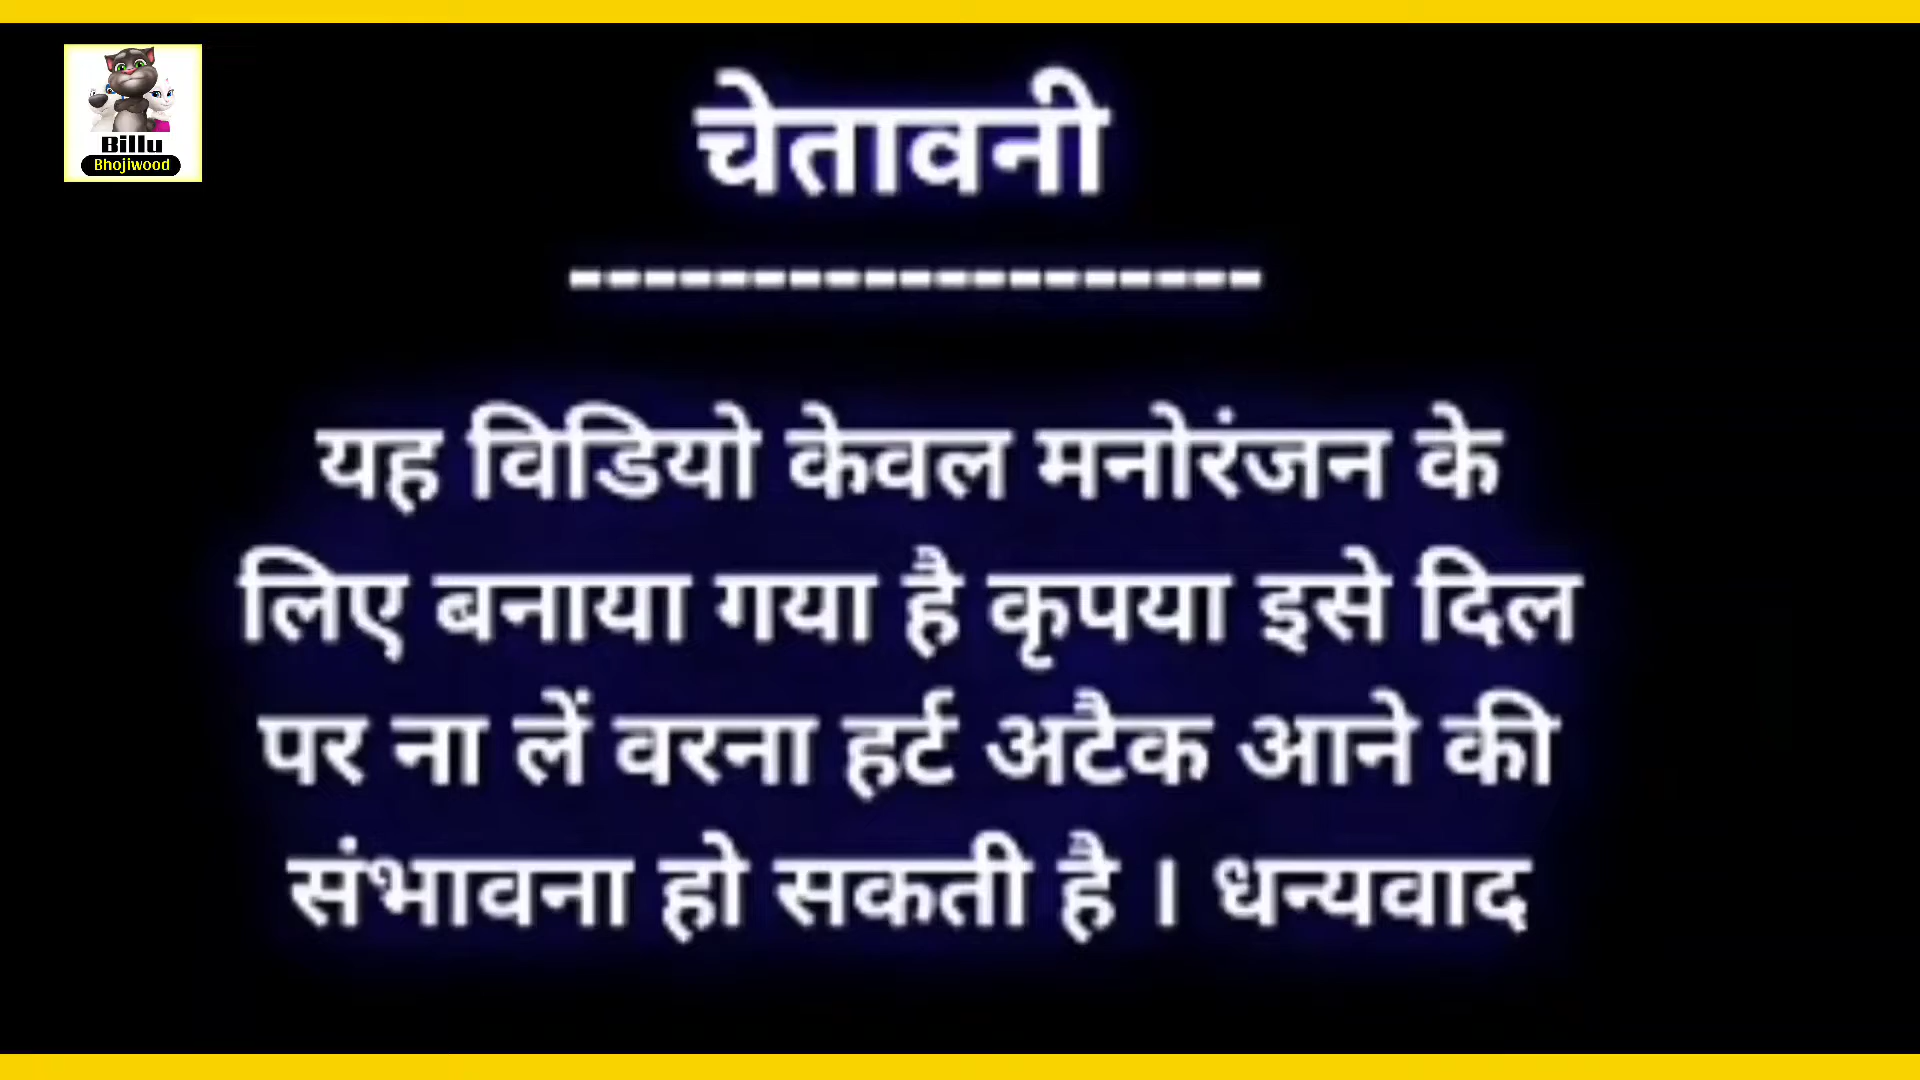 Billu
Bhojiwood
चेतावनी
-------------------
यह विडियो केवल मनोरंजन के
लिए बनाया गया है कृपया इसे दिल
पर ना लें वरना हर्ट अटैक आने की
संभावना हो सकती है । धन्यवाद